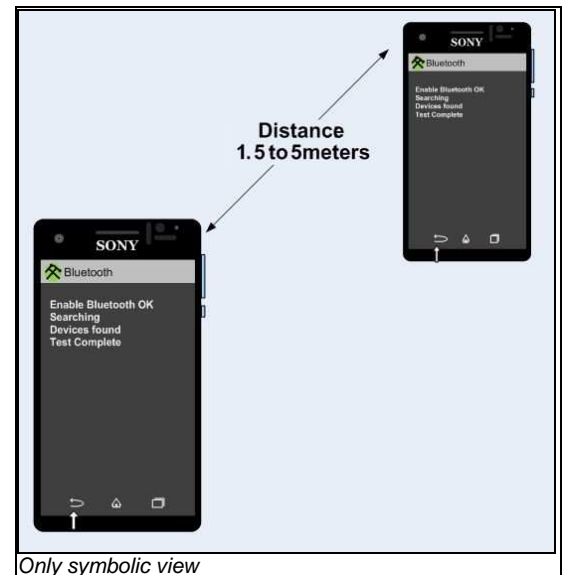 SONY
Bluetooth
Enable Bluetooth OK
Searching
Devices found
Test Complete
Distance
1.5 to 5meters
SONY
Bluetooth
Enable Bluetooth OK
Searching
Devices found
Test Complete
Only symbolic view